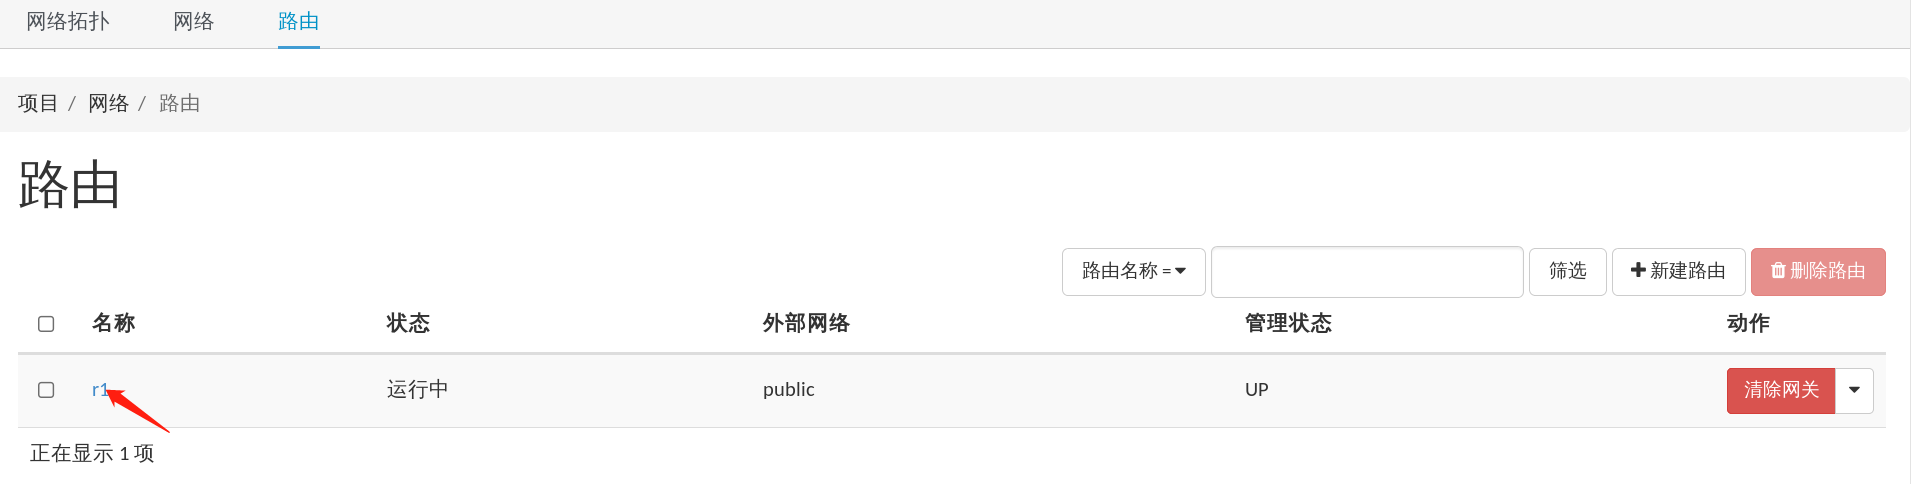 网络拓扑 网络 路由
项目 / 网络 / 路由
路由
路由名称 = 筛选 新建路由 删除路由
名称 状态 外部网络 管理状态 动作
r1 运行中 public UP 清除网关
正在显示 1 项